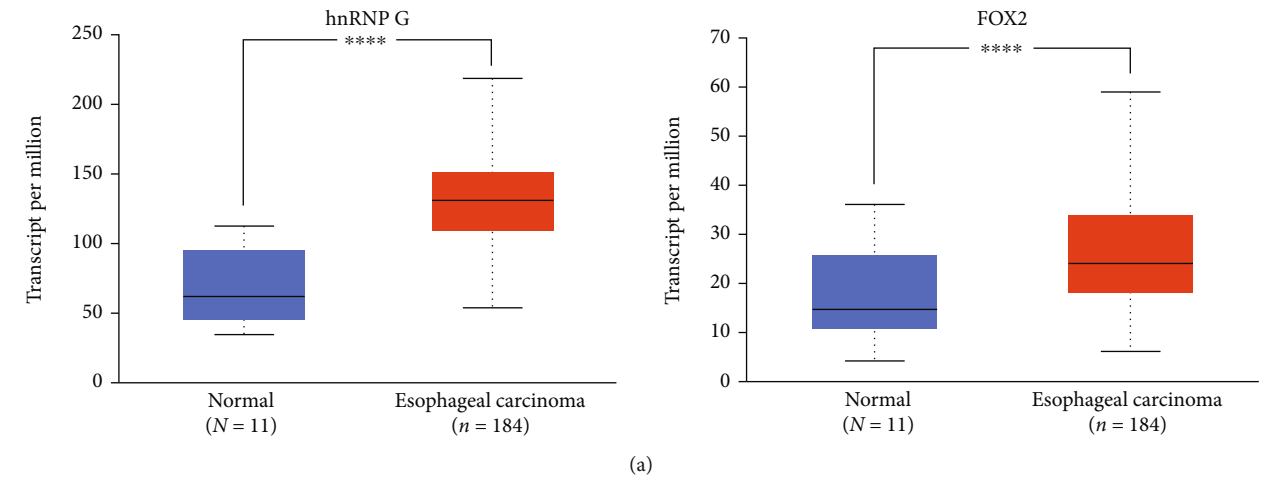 hnRNP G
250
200
150
100
50
0
Transcript per million
****
Normal
(N = 11)
Esophageal carcinoma
(n = 184)
FOX2
70
60
50
40
30
20
10
0
Transcript per million
****
Normal
(N = 11)
Esophageal carcinoma
(n = 184)
(a)